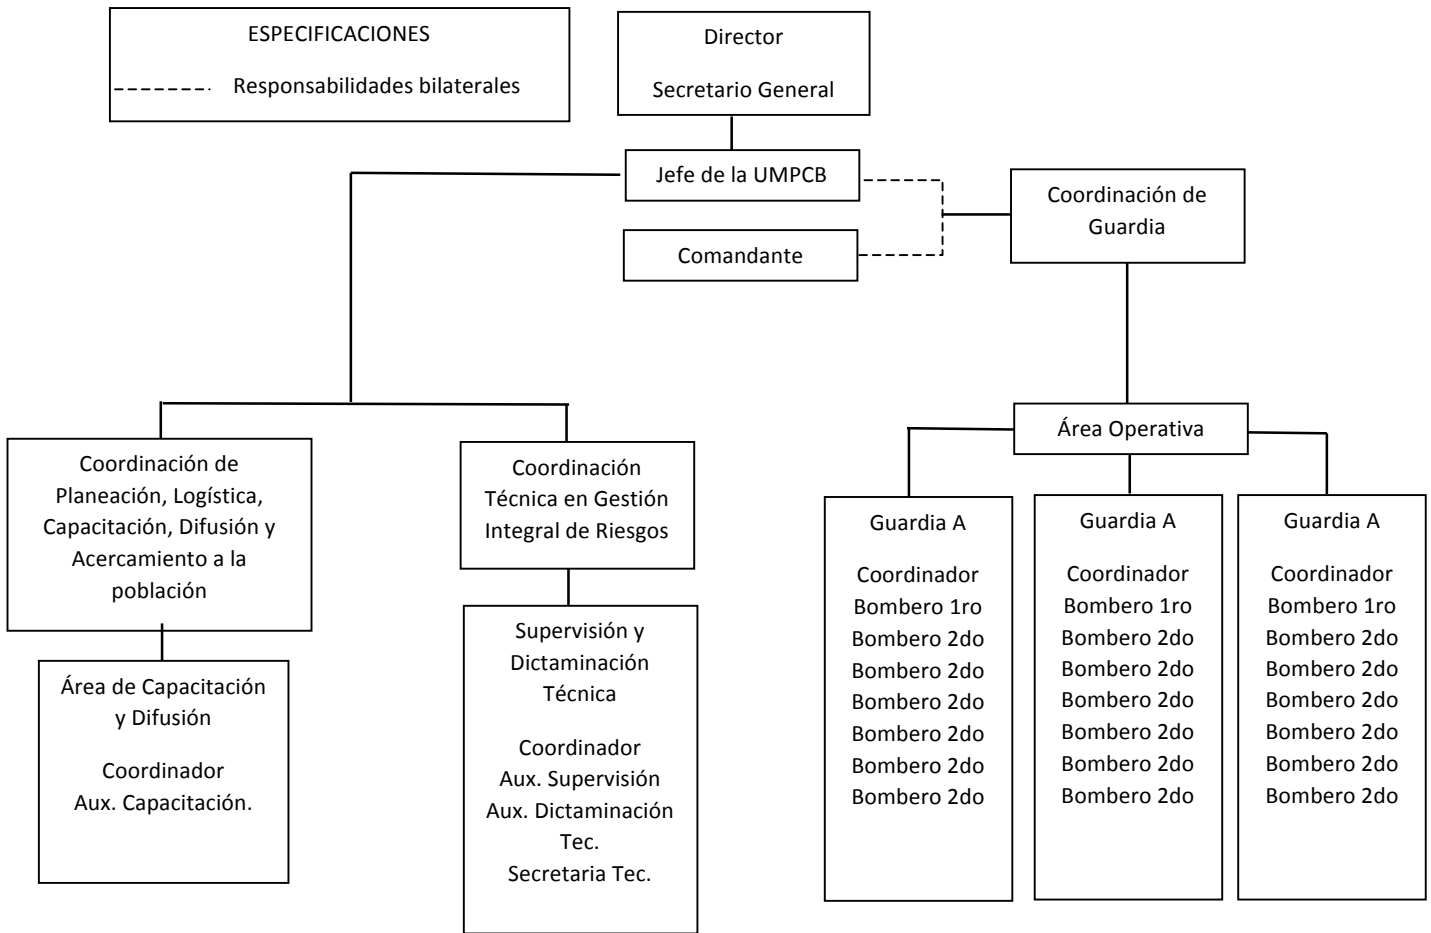 ESPECIFICACIONES
Responsabilidades bilaterales
Director
Secretario General
Jefe de la UMPCB
Comandante
Coordinación de
Guardia
Área Operativa
Coordinación de
Planeación, Logística,
Capacitación, Difusión y
Acercamiento a la
población
Área de Capacitación
y Difusión
Coordinador
Aux. Capacitación.
Coordinación
Técnica en Gestión
Integral de Riesgos
Supervisión y
Dictaminación
Técnica
Coordinador
Aux. Supervisión
Aux. Dictaminación
Tec.
Secretaria Tec.
Guardia A
Coordinador
Bombero 1ro
Bombero 2do
Bombero 2do
Bombero 2do
Bombero 2do
Bombero 2do
Bombero 2do
Guardia A
Coordinador
Bombero 1ro
Bombero 2do
Bombero 2do
Bombero 2do
Bombero 2do
Bombero 2do
Bombero 2do
Guardia A
Coordinador
Bombero 1ro
Bombero 2do
Bombero 2do
Bombero 2do
Bombero 2do
Bombero 2do
Bombero 2do